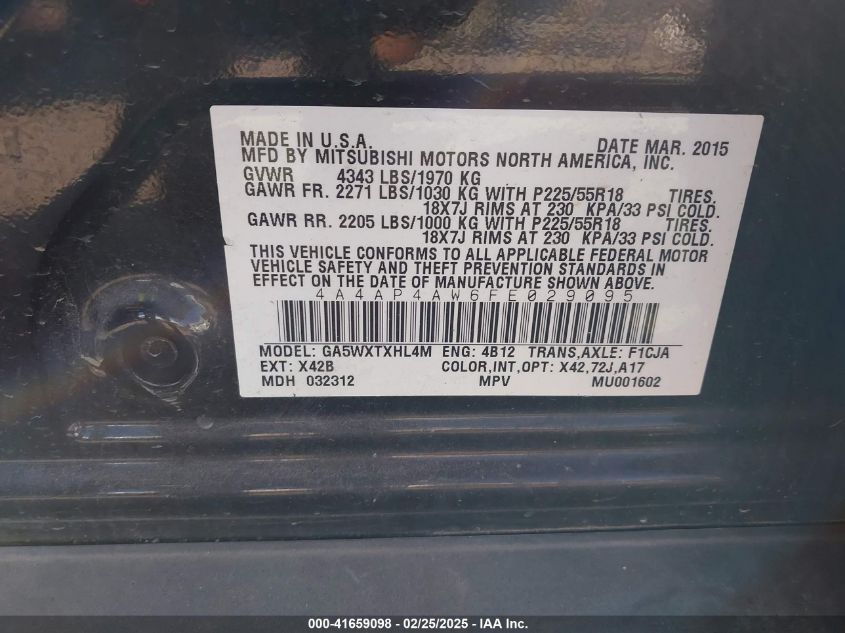 MADE IN U.S.A. DATE MAR. 2015
MFD BY MITSUBISHI MOTORS NORTH AMERICA, INC.
GVWR 4343 LBS/1970 KG
GAWR FR. 2271 LBS/1030 KG WITH P225/55R18 TIRES,
18X7J RIMS AT 230 KPA/33 PSI COLD.
GAWR RR. 2205 LBS/1000 KG WITH P225/55R18 TIRES,
18X7J RIMS AT 230 KPA/33 PSI COLD.
THIS VEHICLE CONFORMS TO ALL APPLICABLE FEDERAL MOTOR
VEHICLE SAFETY AND THEFT PREVENTION STANDARDS IN
EFFECT ON THE DATE OF MANUFACTURE SHOWN ABOVE.
4A4AP4AW6FE029095
MODEL: GA5WXTXHL4M ENG: 4B12 TRANS,AXLE: F1CJA
EXT: X42B COLOR,INT,OPT: X42,72J,A17
MDH 032312 MPV MU001602
000-41659098 - 02/25/2025 - IAA Inc.